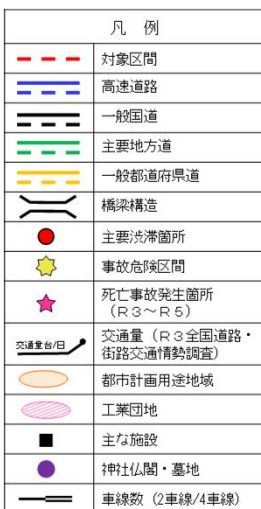 凡　例
対象区間
高速道路
一般国道
主要地方道
一般都道府県道
橋梁構造
主要渋滞箇所
事故危険区間
死亡事故発生箇所
（R3～R5）
交通量台/日
交通量（R3全国道路・
街路交通情勢調査）
都市計画用途地域
工業団地
主な施設
神社仏閣・墓地
車線数（2車線/4車線）